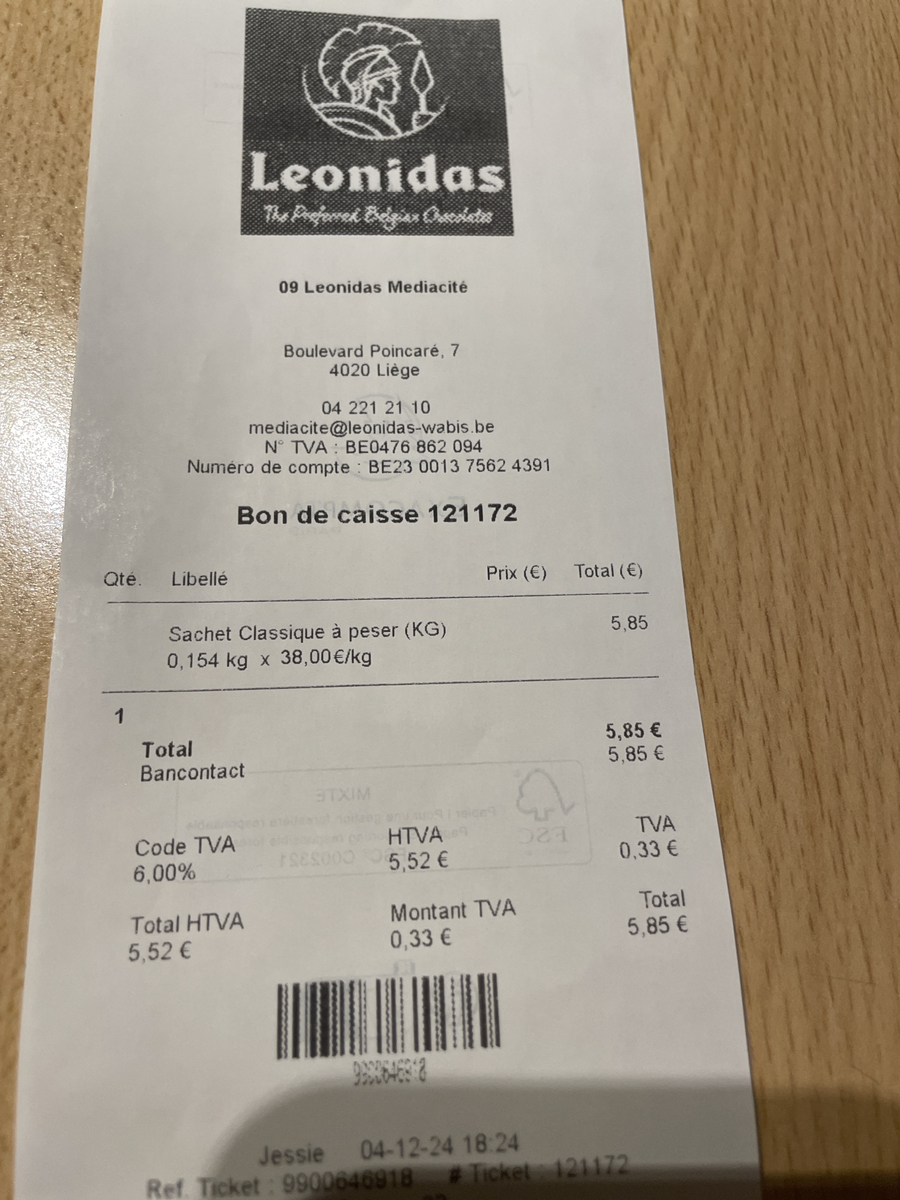 Leonidas
The Preferred Belgian Chocolates
09 Leonidas Mediacité
Boulevard Poincaré, 7
4020 Liège
04 221 21 10
mediacite@leonidas-wabis.be
N° TVA : BE0476 862 094
Numéro de compte : BE23 0013 7562 4391
Bon de caisse 121172
Qté. Libellé Prix (€) Total (€)
Sachet Classique à peser (KG) 5,85
0,154 kg x 38,00€/kg
1
Total 5,85 €
Bancontact 5,85 €
Code TVA HTVA TVA
6,00% 5,52 € 0,33 €
Total HTVA Montant TVA Total
5,52 € 0,33 € 5,85 €
9900646918
Jessie 04-12-24 18:24
Ref. Ticket : 9900646918 # Ticket : 121172